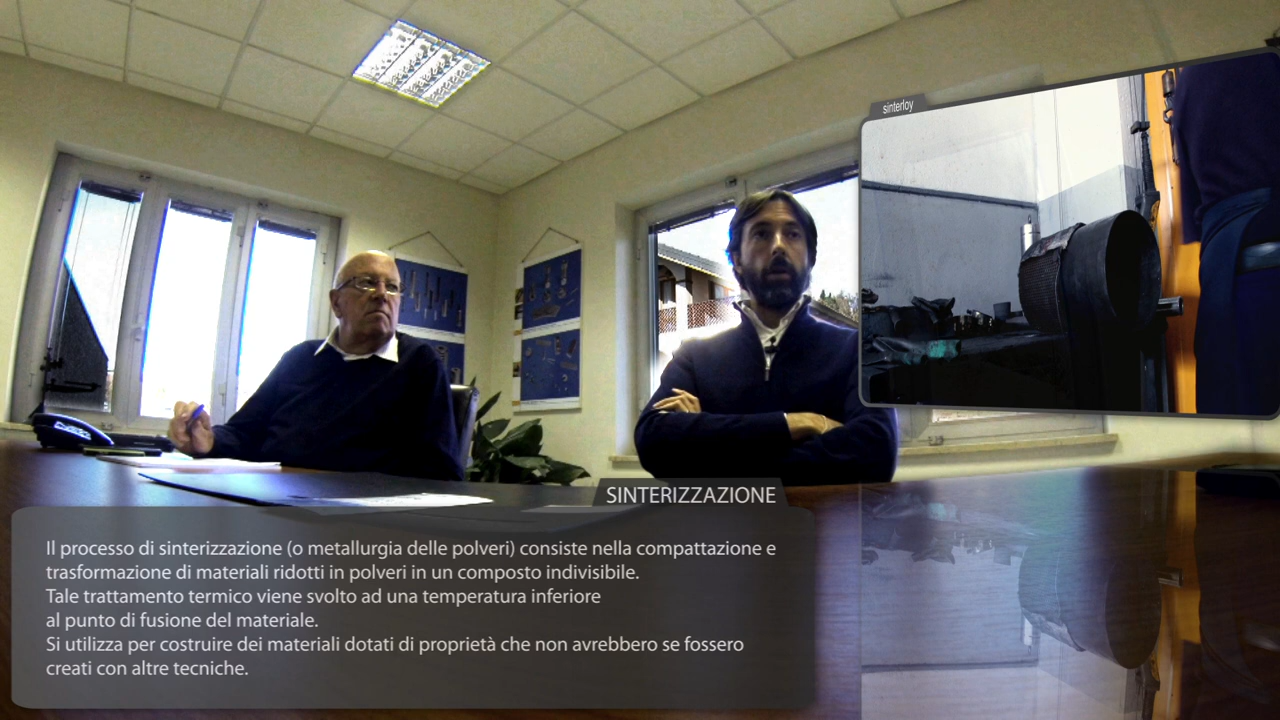 sinterloy
SINTERIZZAZIONE
Il processo di sinterizzazione (o metallurgia delle polveri) consiste nella compattazione e
trasformazione di materiali ridotti in polveri in un composto indivisibile.
Tale trattamento termico viene svolto ad una temperatura inferiore
al punto di fusione del materiale.
Si utilizza per costruire dei materiali dotati di proprietà che non avrebbero se fossero
creati con altre tecniche.